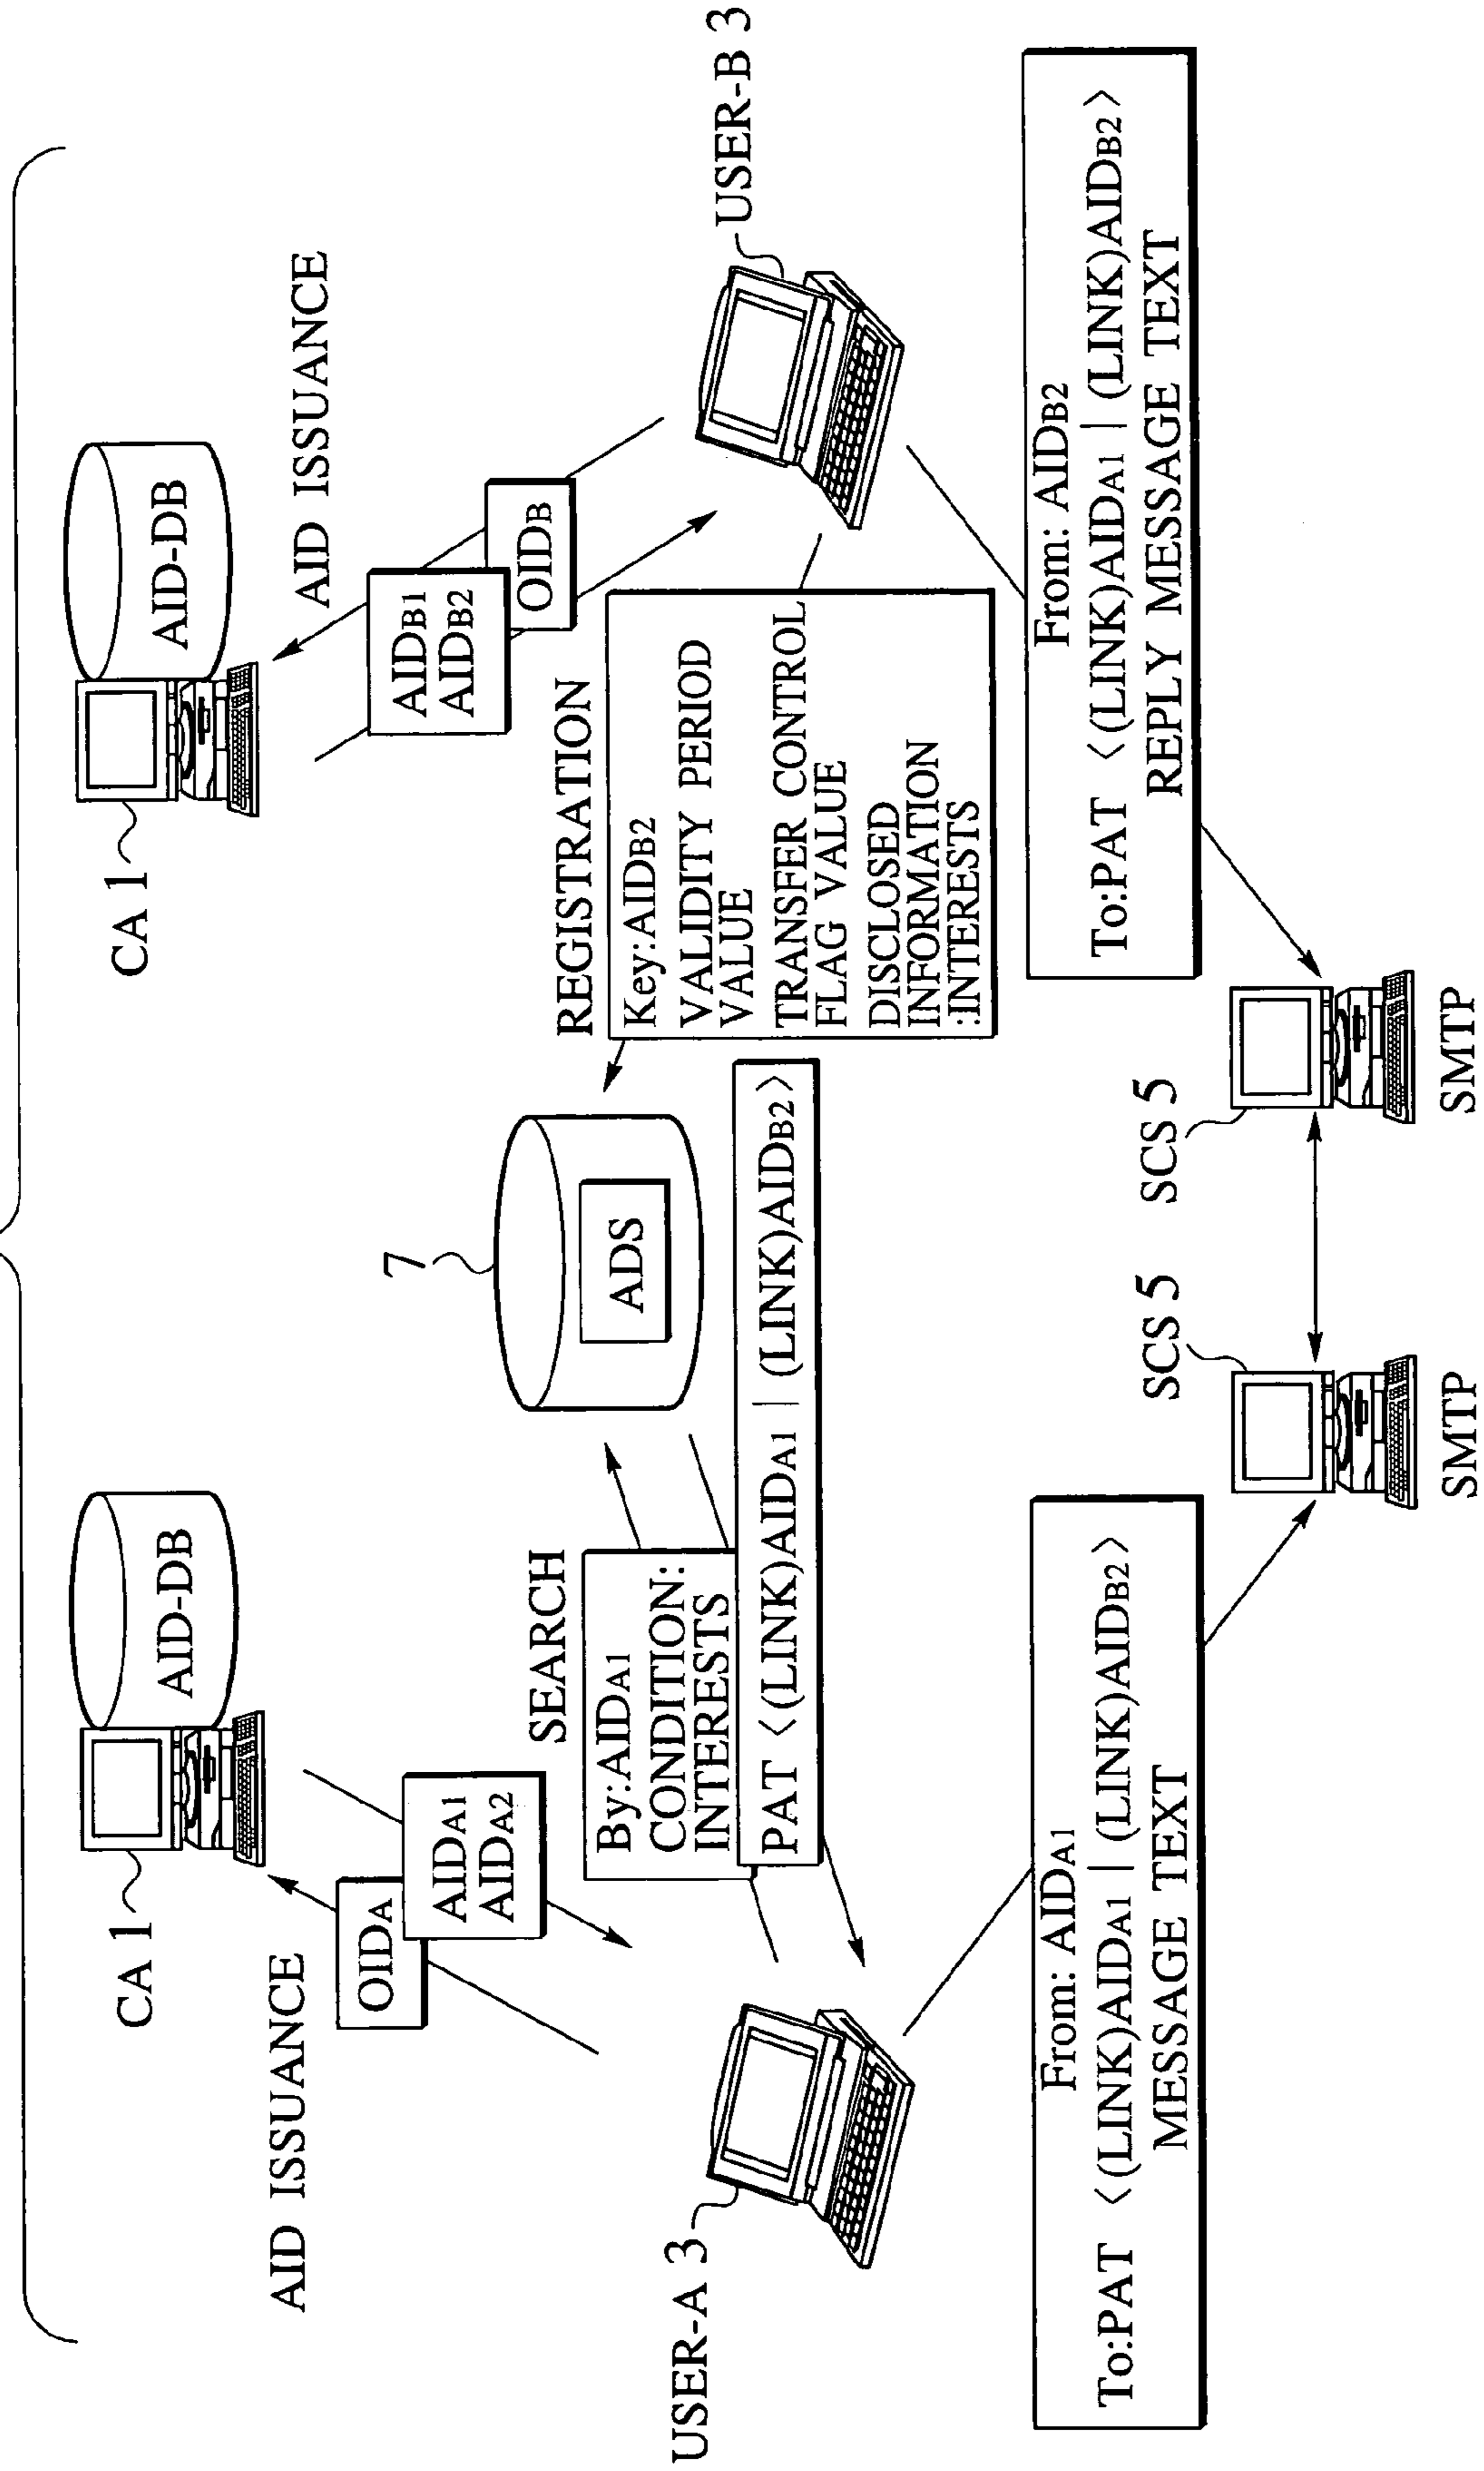 CA 1
AID-DB
AID ISSUANCE
OIDA
AIDA1
AIDA2
CA 1
AID-DB
AID ISSUANCE
AIDB1
AIDB2
OIDB
SEARCH
By:AIDA1
CONDITION:
INTERESTS
7
ADS
PAT <(LINK)AIDA1 | (LINK)AIDB2>
REGISTRATION
Key:AIDB2
VALIDITY PERIOD
VALUE
TRANSFER CONTROL
FLAG VALUE
DISCLOSED
INFORMATION
:INTERESTS
USER-A 3
USER-B 3
From: AIDA1
To:PAT <(LINK)AIDA1 | (LINK)AIDB2>
MESSAGE TEXT
From: AIDB2
To:PAT <(LINK)AIDA1 | (LINK)AIDB2>
REPLY MESSAGE TEXT
SCS 5
SMTP
SCS 5
SMTP